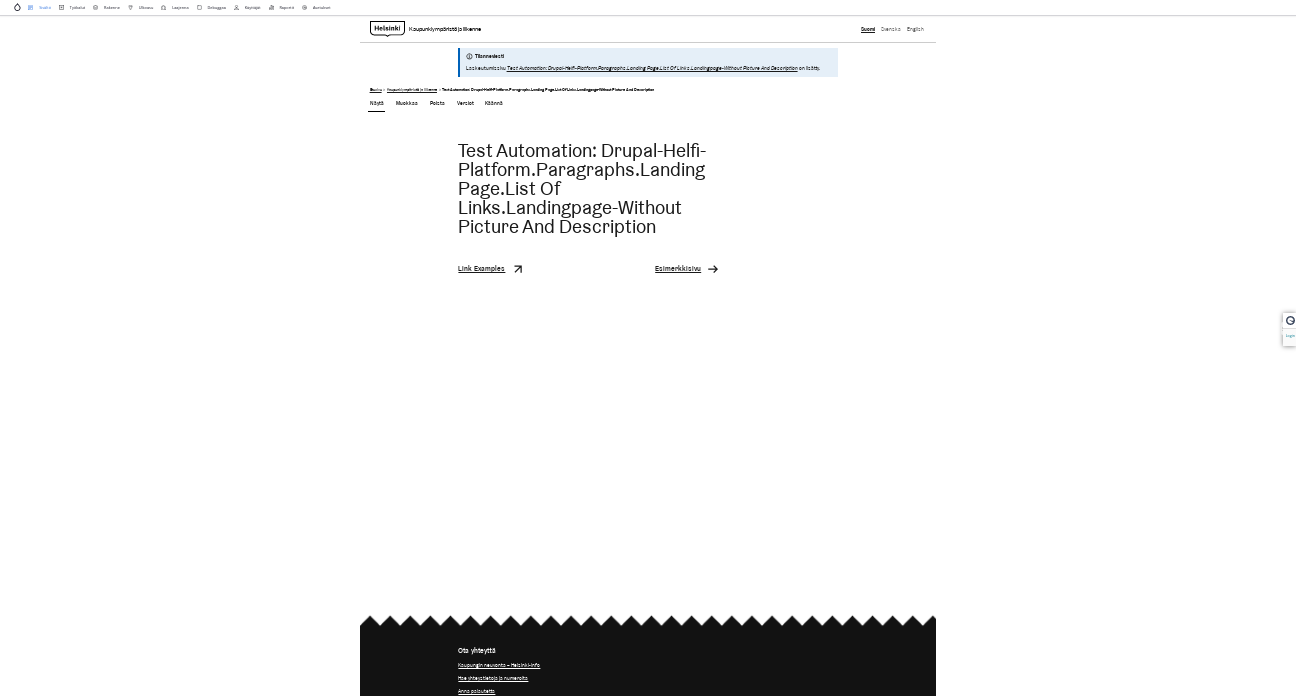 Sisältö Työkalut Rakenne Ulkoasu Laajenna Debuggaa Käyttäjät Raportit Asetukset
Helsinki Kaupunkiympäristö ja liikenne Suomi Svenska English
Tilanneviesti
Laskeutumissivu Test Automation: Drupal-Helfi-Platform.Paragraphs.Landing Page.List Of Links.Landingpage-Without Picture And Description on lisätty.
Etusivu Kaupunkiympäristö ja liikenne Test Automation: Drupal-Helfi-Platform.Paragraphs.Landing Page.List Of Links.Landingpage-Without Picture And Description
Näytä Muokkaa Poista Versiot Käännä
Test Automation: Drupal-Helfi-
Platform.Paragraphs.Landing
Page.List Of
Links.Landingpage-Without
Picture And Description
Link Examples Esimerkkisivu
Login
Ota yhteyttä
Kaupungin neuvonta – Helsinki-info
Hae yhteystietoja ja numeroita
Anna palautetta